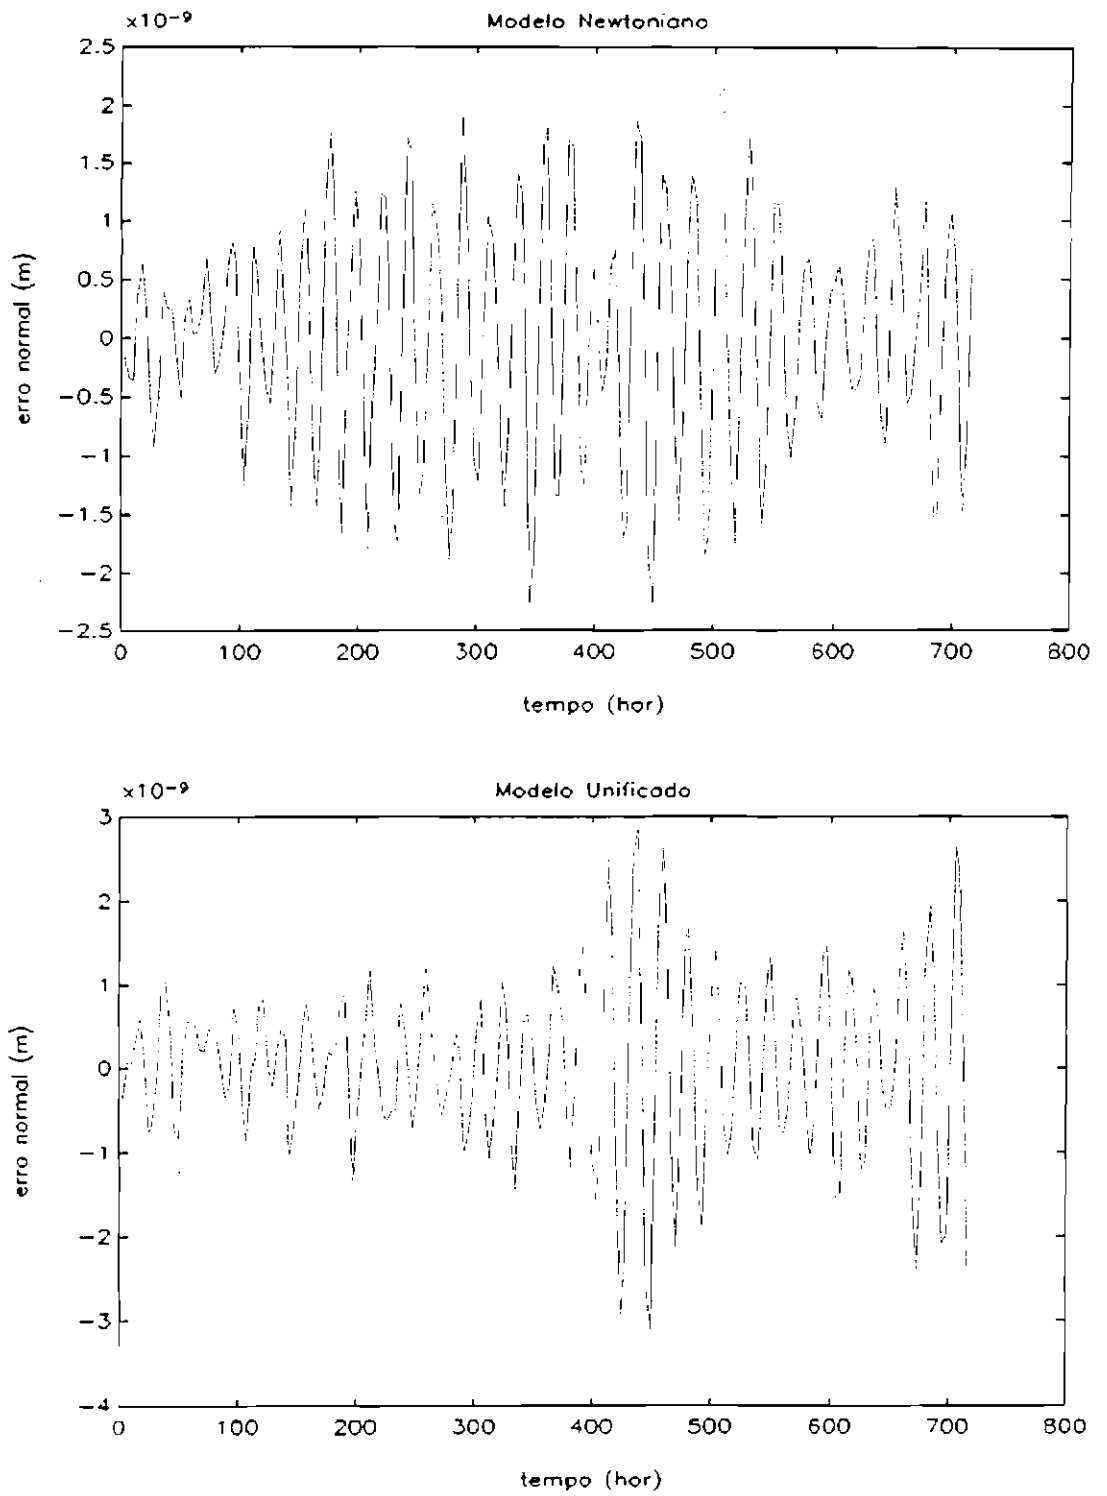 ×10⁻⁹
Modelo Newtoniano
2.5
2
1.5
1
0.5
0
−0.5
−1
−1.5
−2
−2.5
erro normal (m)
0 100 200 300 400 500 600 700 800
tempo (hor)
×10⁻⁹
Modelo Unificado
3
2
1
0
−1
−2
−3
−4
erro normal (m)
0 100 200 300 400 500 600 700 800
tempo (hor)